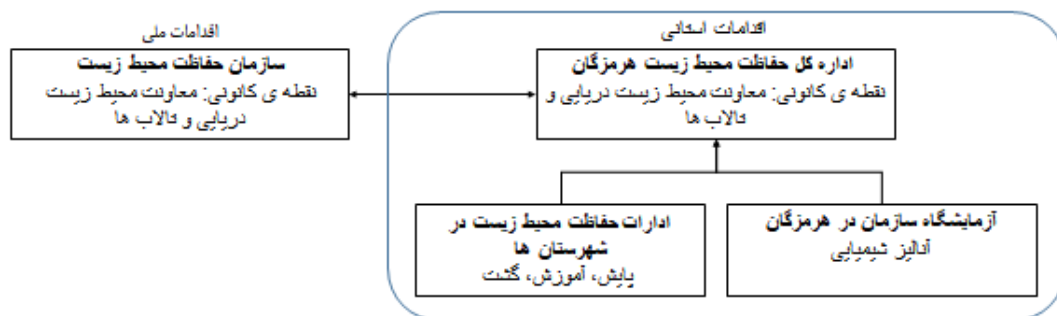 اقدامات استانی
اداره کل حفاظت محیط زیست هرمزگان
نقطه ی کانونی: معاونت محیط زیست دریایی و
تالاب ها
اقدامات ملی
سازمان حفاظت محیط زیست
نقطه ی کانونی: معاونت محیط زیست
دریایی و تالاب ها
آزمایشگاه سازمان در هرمزگان
آنالیز شیمیایی
ادارات حفاظت محیط زیست در
شهرستان ها
پایش، آموزش، گشت